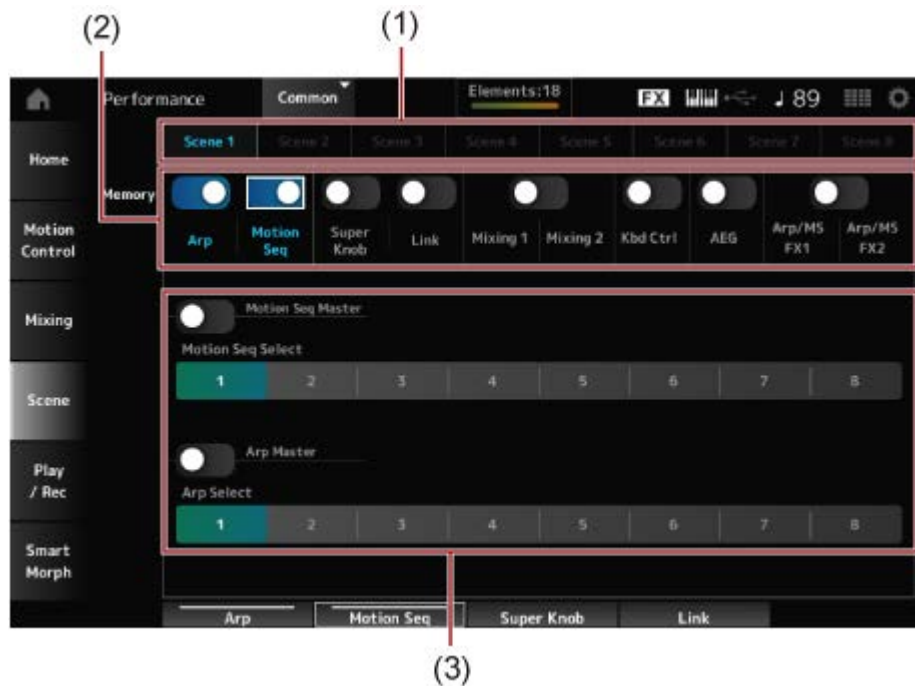 (2)
(1)
Performance
Common
Elements:18
FX
♩ 89
Home
Scene 1 Scene 2 Scene 3 Scene 4 Scene 5 Scene 6 Scene 7 Scene 8
Memory
Arp
Motion Seq
Super Knob
Link
Mixing 1
Mixing 2
Kbd Ctrl
AEG
Arp/MS FX1
Arp/MS FX2
Motion Control
Mixing
Scene
Play / Rec
Smart Morph
Motion Seq Master
Motion Seq Select
1 2 3 4 5 6 7 8
Arp Master
Arp Select
1 2 3 4 5 6 7 8
Arp
Motion Seq
Super Knob
Link
(3)